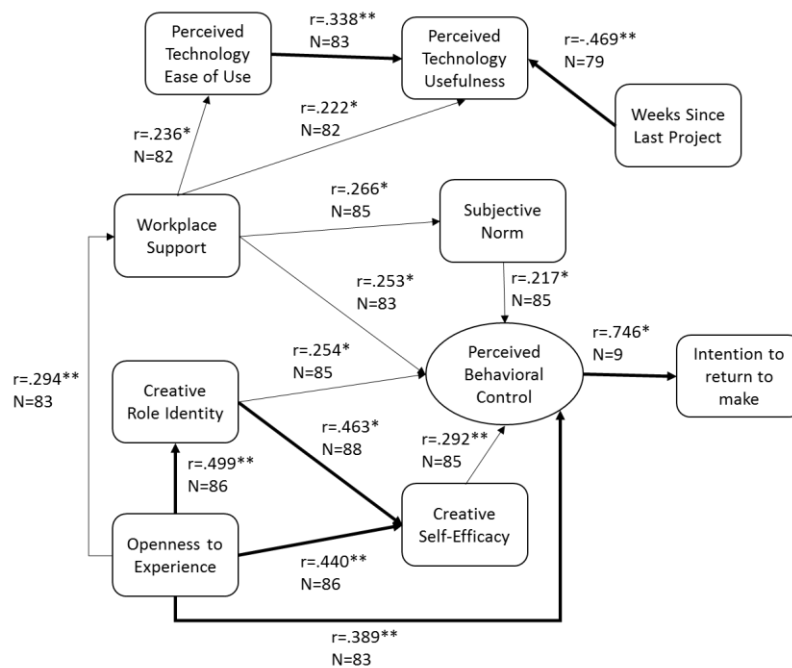 r=.338**
N=83
r=-.469**
N=79
Perceived
Technology
Ease of Use
Perceived
Technology
Usefulness
Weeks Since
Last Project
r=.236*
N=82
r=.222*
N=82
r=.266*
N=85
Workplace
Support
Subjective
Norm
r=.253*
N=83
r=.217*
N=85
r=.294**
N=83
Creative
Role Identity
r=.254*
N=85
Perceived
Behavioral
Control
r=.746*
N=9
Intention to
return to
make
r=.463*
N=88
r=.292**
N=85
r=.499**
N=86
Openness to
Experience
r=.440**
N=86
Creative
Self-Efficacy
r=.389**
N=83